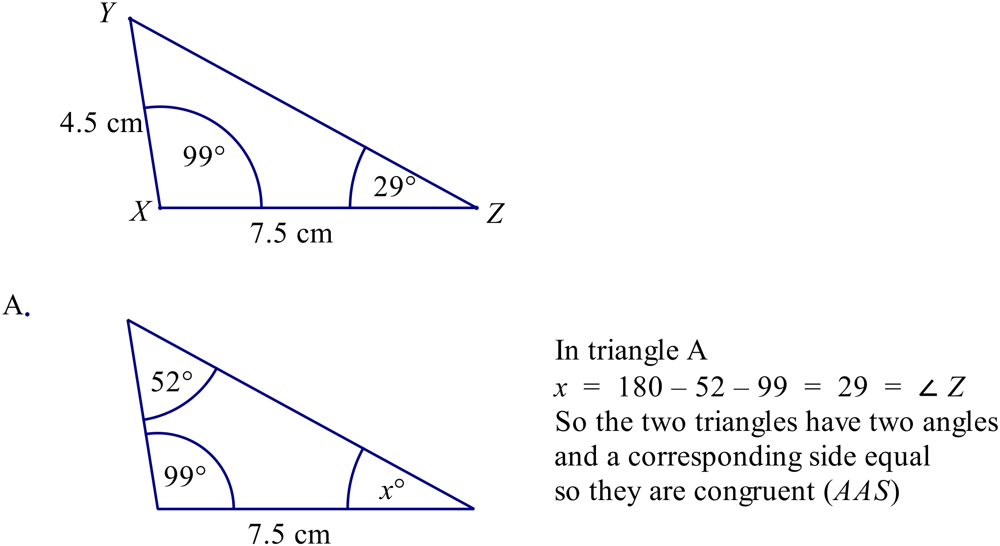 Y
4.5 cm
99°
29°
X
Z
7.5 cm
A.
52°
99°
x°
7.5 cm
In triangle A
x = 180 – 52 – 99 = 29 = ∠ Z
So the two triangles have two angles
and a corresponding side equal
so they are congruent (AAS)